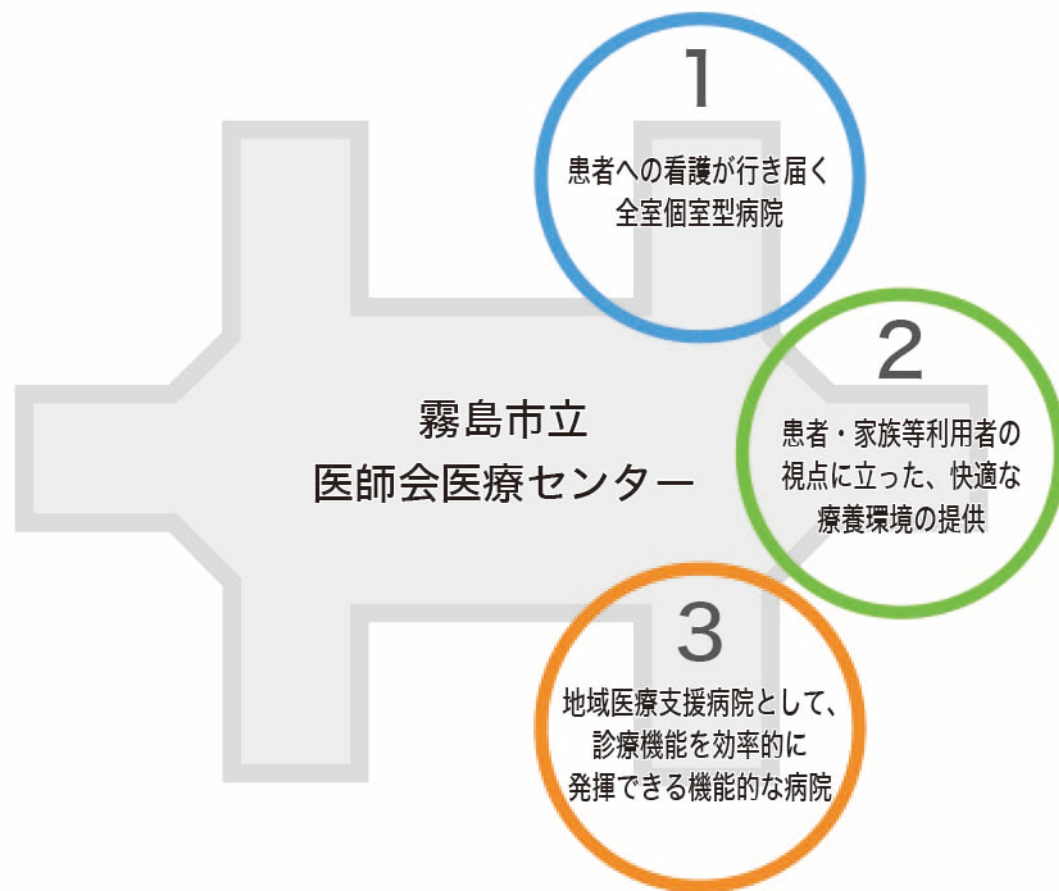 霧島市立
医師会医療センター
1
患者への看護が行き届く
全室個室型病院
2
患者・家族等利用者の
視点に立った、快適な
療養環境の提供
3
地域医療支援病院として、
診療機能を効率的に
発揮できる機能的な病院